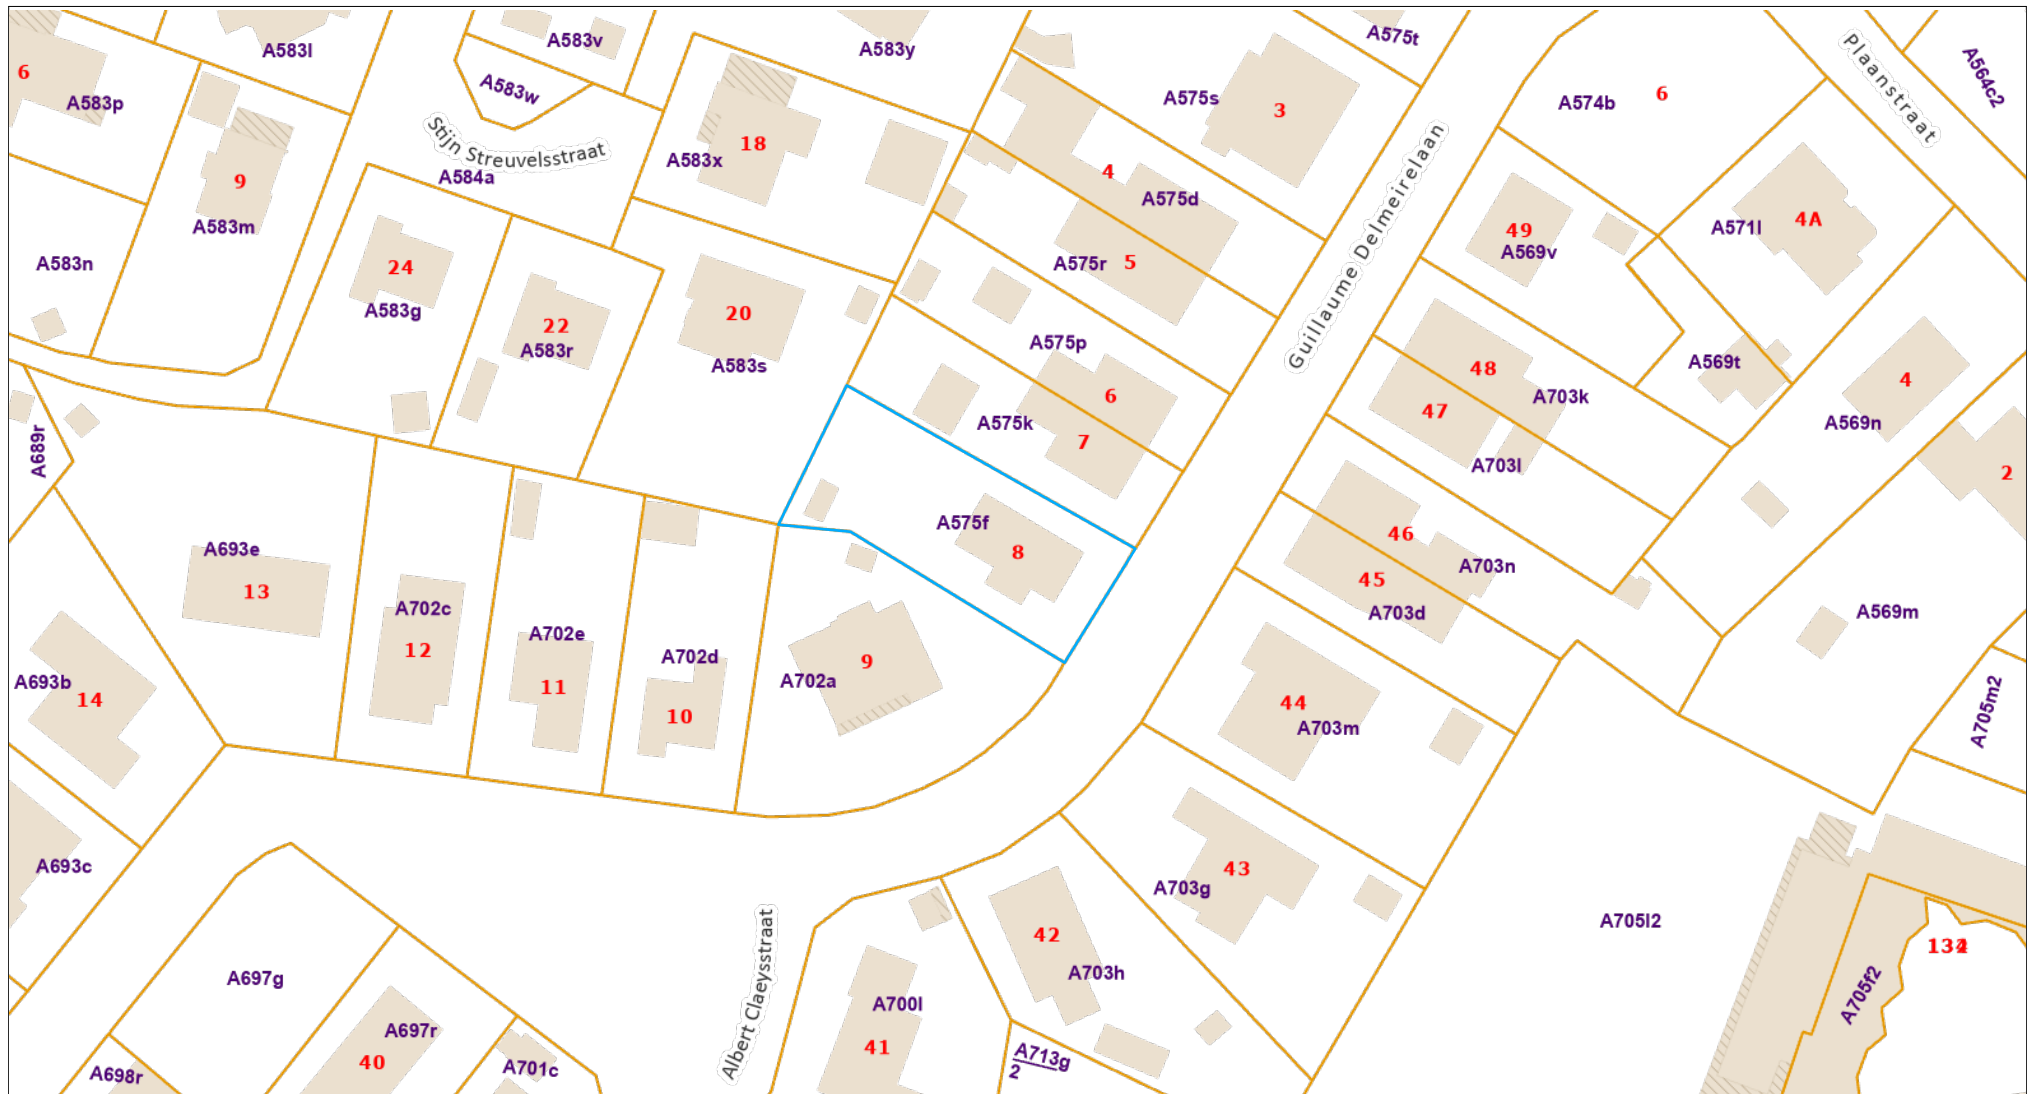 A583l
A583v
A583y
A575t
Plaanstraat
A564c2
6
A583p
A583w
A575s
3
A574b
6
Stijn Streuvelsstraat
18
A583x
A584a
9
A583m
4
A575d
Guillaume Delmeirelaan
49
A569v
A571l
4A
A583n
24
A583g
A575r
5
20
22
A583r
A583s
A575p
A569t
48
A703k
47
4
A569n
6
A575k
7
A689r
A703l
2
A575f
8
46
A703n
45
A703d
A693e
13
A702c
12
A702e
11
A702d
10
9
A702a
A569m
A693b
14
44
A703m
A705m2
A693c
43
A703g
A705l2
42
A703h
A697g
Albert Claeysstraat
A700l
41
A705f2
A697r
40
A701c
A698r
A713g
2